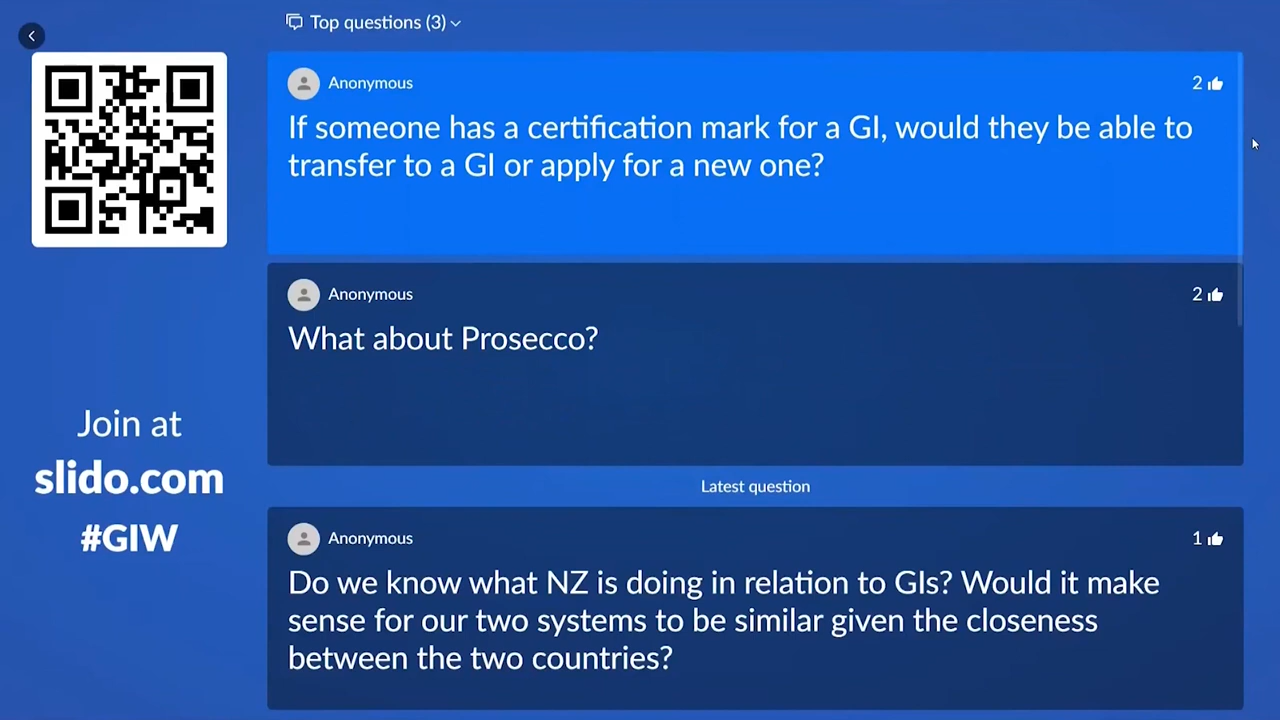 Top questions (3)
Anonymous
2
If someone has a certification mark for a GI, would they be able to
transfer to a GI or apply for a new one?
Anonymous
2
What about Prosecco?
Join at
slido.com
#GIW
Latest question
Anonymous
1
Do we know what NZ is doing in relation to GIs? Would it make
sense for our two systems to be similar given the closeness
between the two countries?